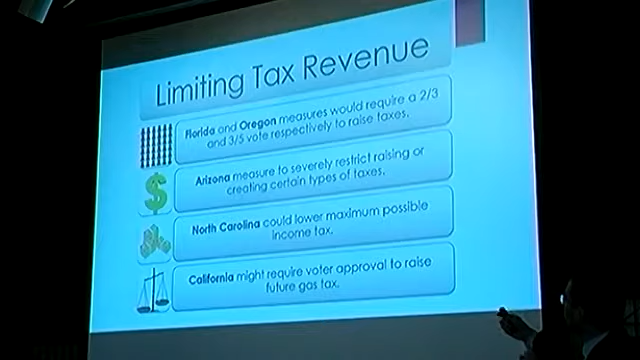 Limiting Tax Revenue
Florida and Oregon measures would require a 2/3
and 3/5 vote respectively to raise taxes.
Arizona measure to severely restrict raising or
creating certain types of taxes.
North Carolina could lower maximum possible
income tax.
California might require voter approval to raise
future gas tax.